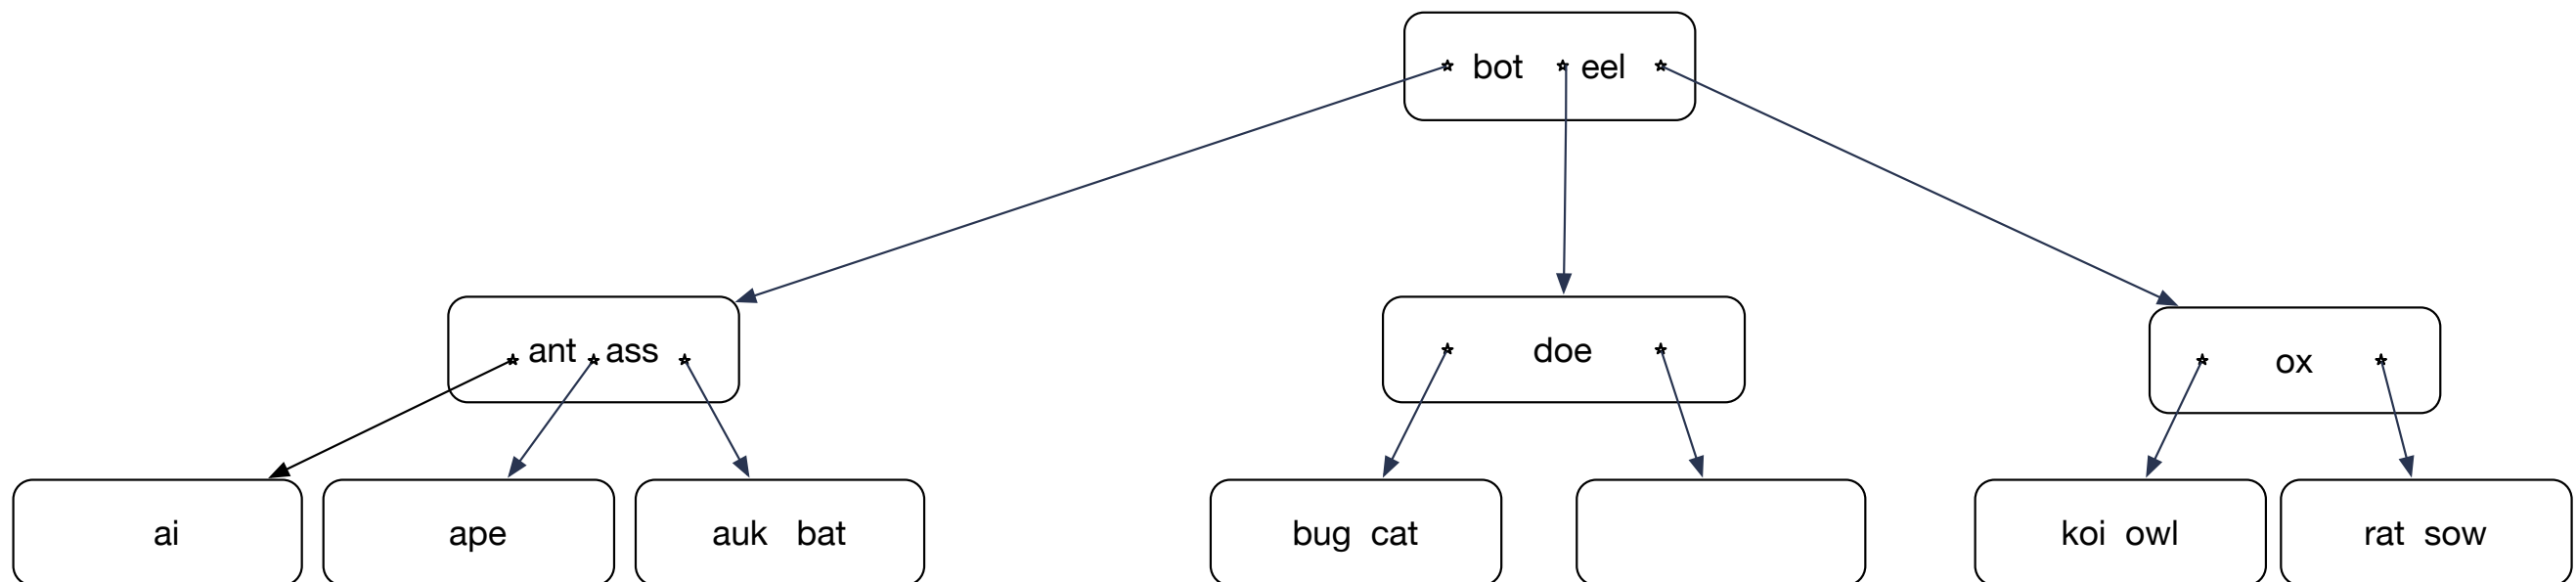 bot eel
ant ass
doe
ox
ai
ape
auk bat
bug cat
koi owl
rat sow